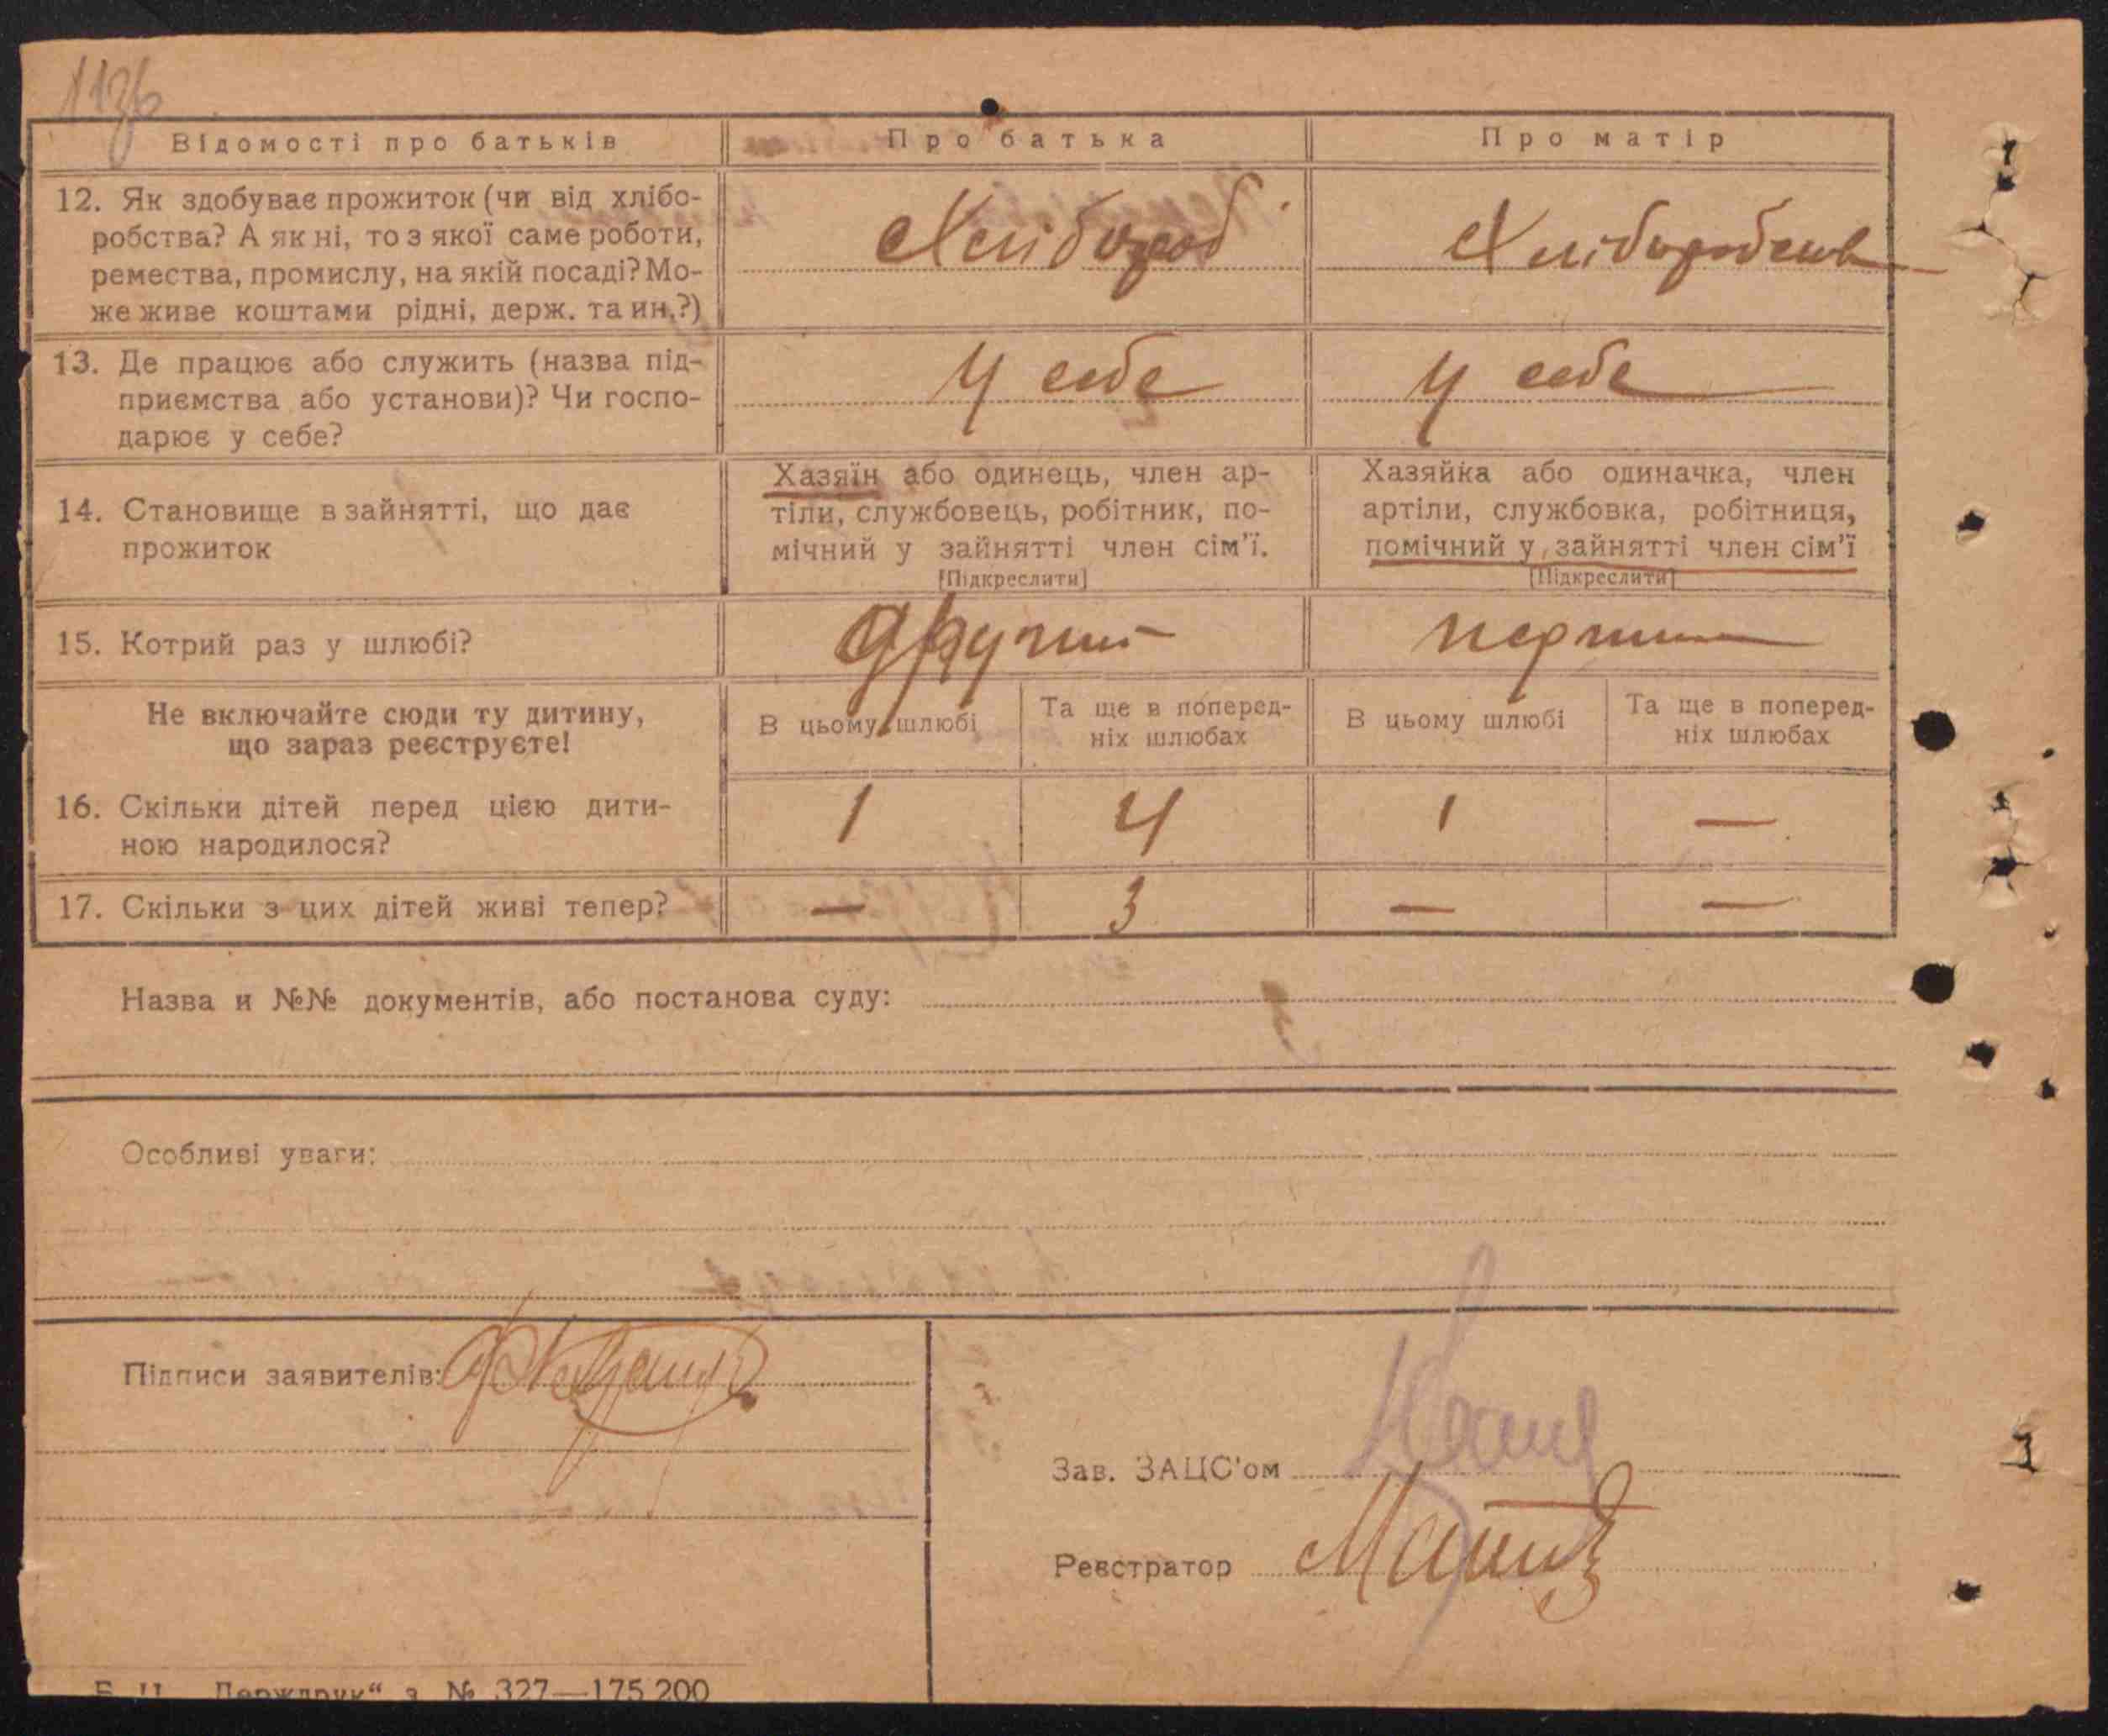 1136
Відомості про батьків
Про батька
Про матір
12. Як здобуває прожиток (чи від хлібо-
робства? А як ні, то з якої саме роботи,
ремества, промислу, на якій посаді? Мо-
же живе коштами рідні, держ. та ин.?)
Хлібороб
Хлібороб
13. Де працює або служить (назва під-
приємства або установи)? Чи госпо-
дарює у себе?
У себе
У себе
14. Становище в зайнятті, що дає
прожиток
Хазяїн або одинець, член ар-
тіли, службовець, робітник, по-
мічний у зайнятті член сім'ї.
[Підкреслити]
Хазяйка або одиначка, член
артіли, службовка, робітниця,
помічний у зайнятті член сім'ї
[Підкреслити]
15. Котрий раз у шлюбі?
другий
перший
Не включайте сюди ту дитину,
що зараз реєструєте!
В цьому шлюбі
Та ще в поперед-
ніх шлюбах
В цьому шлюбі
Та ще в поперед-
ніх шлюбах
16. Скільки дітей перед цією дити-
ною народилося?
1
4
1
—
17. Скільки з цих дітей живі тепер?
—
3
—
—
Назва и №№ документів, або постанова суду:
Особливі уваги:
Підписи заявителів:
Зав. ЗАЦС'ом
Реєстратор
Держдрук“ з. № 327—175.200